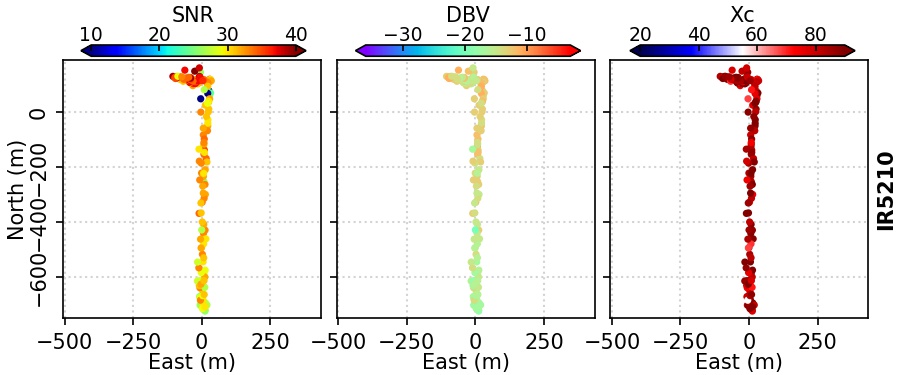 SNR DBV Xc
10 20 30 40 −30 −20 −10 20 40 60 80
North (m)
0
−200
−400
−600
IR5210
−500 −250 0 250 −500 −250 0 250 −500 −250 0 250
East (m) East (m) East (m)